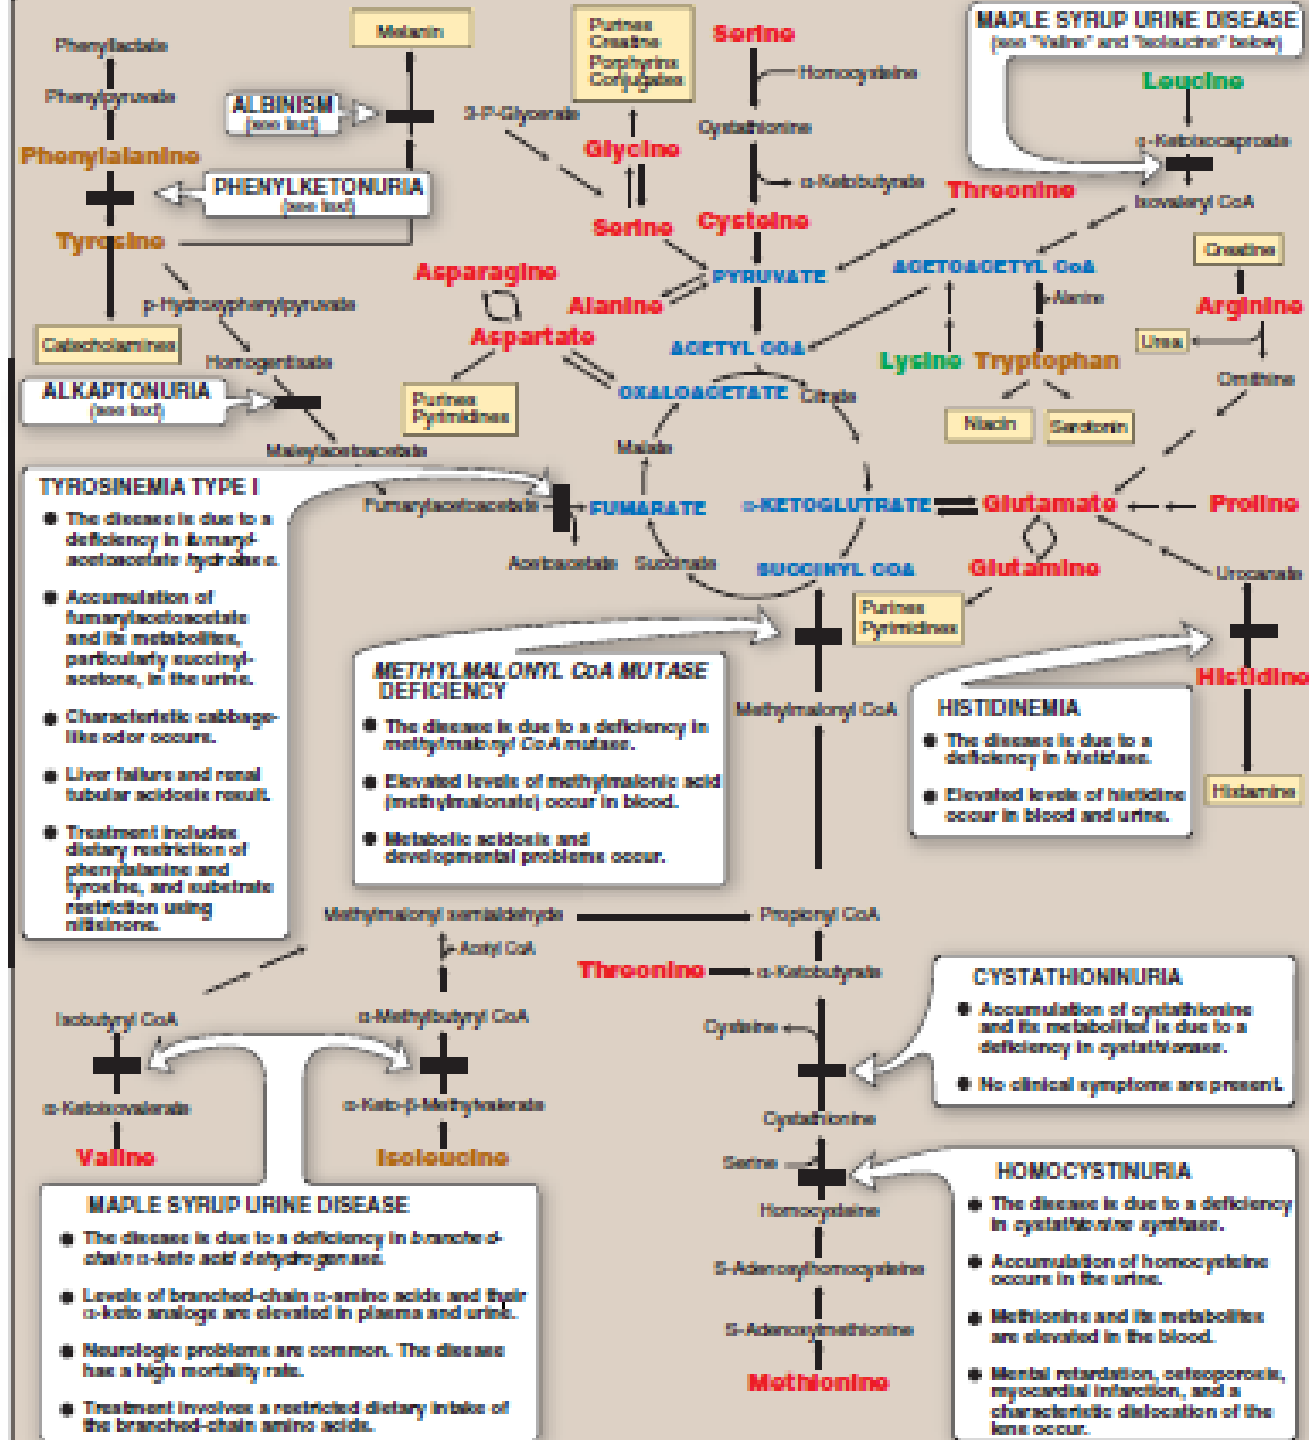 Phenyllactate
Phenylpyruvate
Phenylalanine
Tyrosine
Catecholamines
Melanin
ALBINISM
(see text)
PHENYLKETONURIA
(see text)
p-Hydroxyphenylpyruvate
Homogentisate
ALKAPTONURIA
(see text)
Maleylacetoacetate
Fumarylacetoacetate
Acetoacetate
Purines
Creatine
Porphyrins
Conjugates
3-P-Glycerate
Glycine
Serine
Serine
Homocysteine
Cystathionine
α-Ketobutyrate
Cysteine
Threonine
MAPLE SYRUP URINE DISEASE
(see "Valine" and "Isoleucine" below)
Leucine
α-Ketoisocaproate
Isovaleryl CoA
Asparagine
Aspartate
Alanine
PYRUVATE
ACETOACETYL CoA
Alanine
Creatine
Arginine
Urea
Ornithine
ACETYL COA
Lysine
Tryptophan
Niacin
Serotonin
Purines
Pyrimidines
OXALOACETATE
Citrate
Malate
FUMARATE
α-KETOGLUTRATE
Glutamate
Proline
Succinate
SUCCINYL COA
Glutamine
Urocanate
Purines
Pyrimidines
Histidine
Histamine
TYROSINEMIA TYPE I
● The disease is due to a
deficiency in fumaryl-
acetoacetate hydrolase.
● Accumulation of
fumarylacetoacetate
and its metabolites,
particularly succinyl-
acetone, in the urine.
● Characteristic cabbage-
like odor occurs.
● Liver failure and renal
tubular acidosis result.
● Treatment includes
dietary restriction of
phenylalanine and
tyrosine, and substrate
restriction using
nitisinone.
METHYLMALONYL CoA MUTASE
DEFICIENCY
● The disease is due to a deficiency in
methylmalonyl CoA mutase.
● Elevated levels of methylmalonic acid
(methylmalonate) occur in blood.
● Metabolic acidosis and
developmental problems occur.
HISTIDINEMIA
● The disease is due to a
deficiency in histidase.
● Elevated levels of histidine
occur in blood and urine.
Methylmalonyl CoA
Methylmalonyl semialdehyde
Propionyl CoA
Acetyl CoA
Threonine
α-Ketobutyrate
Isobutyryl CoA
α-Methylbutyryl CoA
Cysteine
α-Ketoisovalerate
α-Keto-β-Methylvalerate
Valine
Isoleucine
Cystathionine
Serine
Homocysteine
S-Adenosylhomocysteine
S-Adenosylmethionine
Methionine
CYSTATHIONINURIA
● Accumulation of cystathionine
and its metabolites is due to a
deficiency in cystathionase.
● No clinical symptoms are present.
MAPLE SYRUP URINE DISEASE
● The disease is due to a deficiency in branched-
chain α-keto acid dehydrogenase.
● Levels of branched-chain α-amino acids and their
α-keto analogs are elevated in plasma and urine.
● Neurologic problems are common. The disease
has a high mortality rate.
● Treatment involves a restricted dietary intake of
the branched-chain amino acids.
HOMOCYSTINURIA
● The disease is due to a deficiency
in cystathionine synthase.
● Accumulation of homocysteine
occurs in the urine.
● Methionine and its metabolites
are elevated in the blood.
● Mental retardation, osteoporosis,
myocardial infarction, and a
characteristic dislocation of the
lens occur.